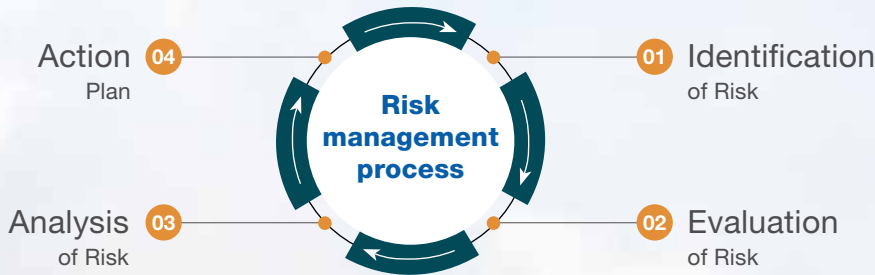 Risk
management
process
01
Identification
of Risk
02
Evaluation
of Risk
03
Analysis
of Risk
04
Action
Plan